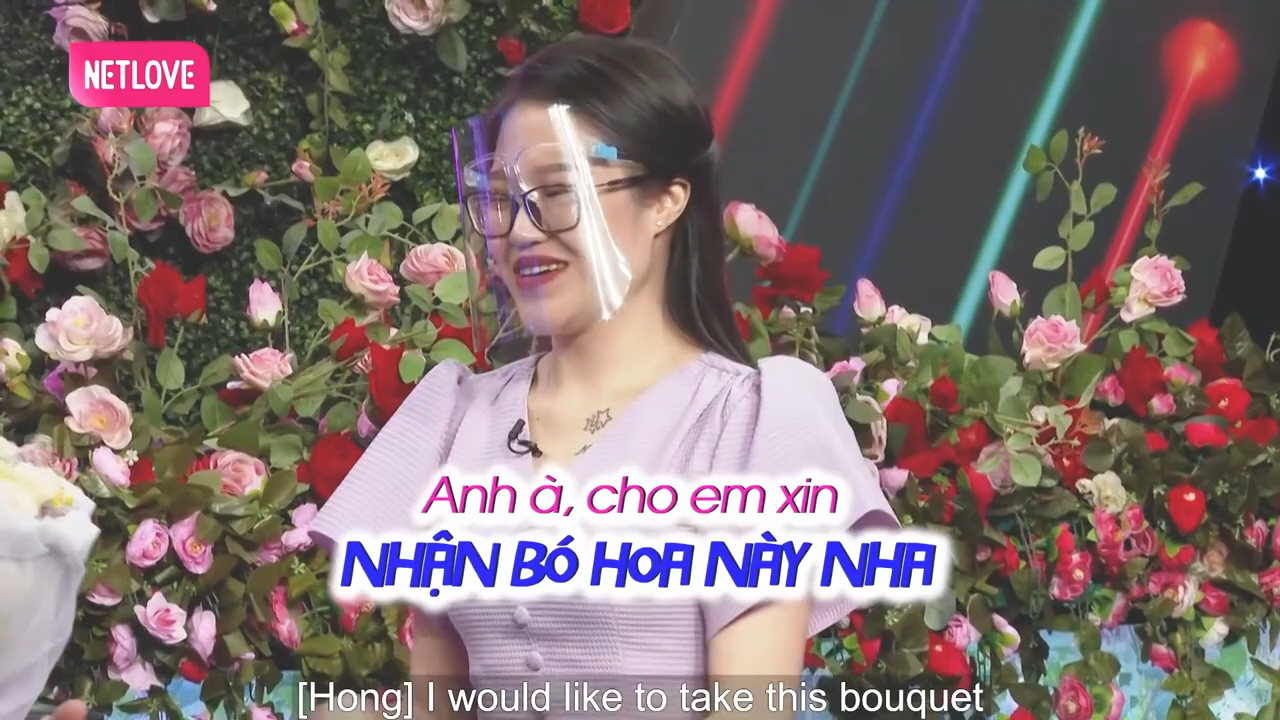 NETLOVE
Anh à, cho em xin
NHẬN BÓ HOA NÀY NHA
[Hong] I would like to take this bouquet